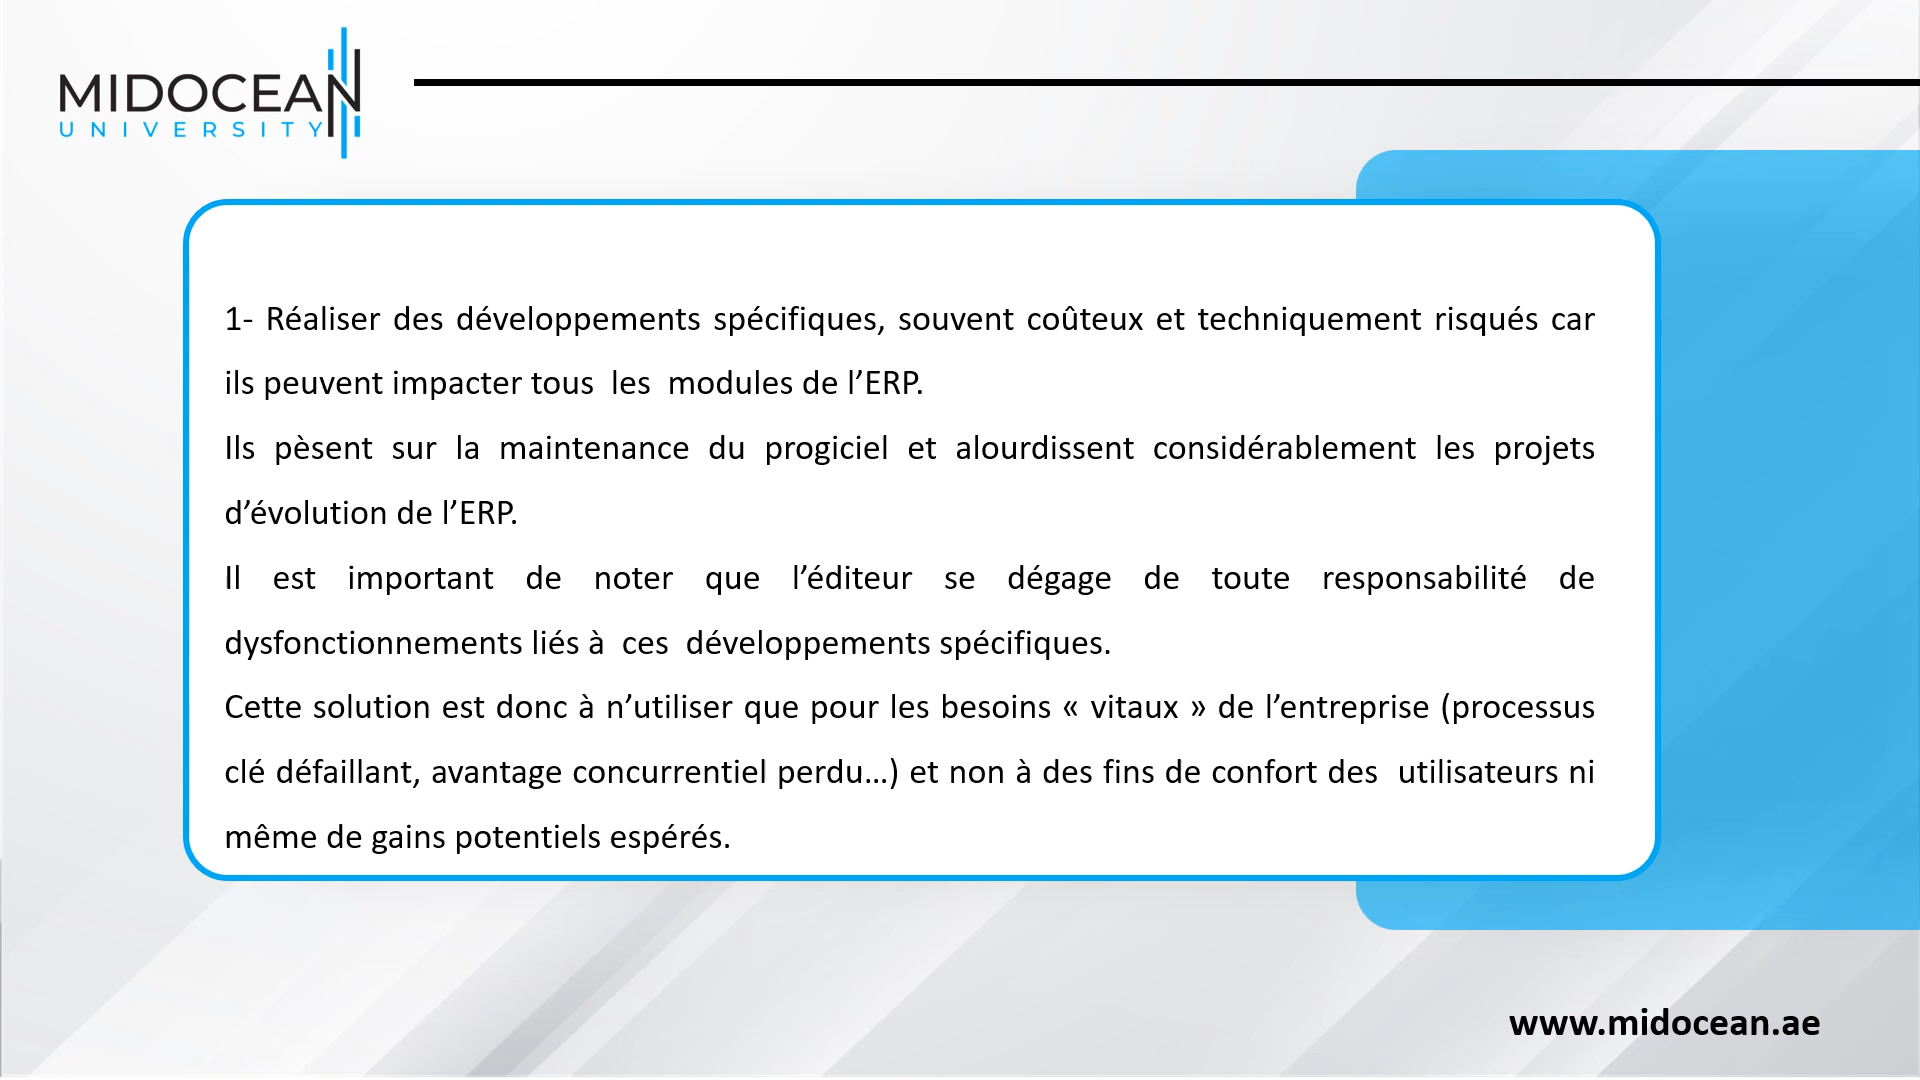 MIDOCEAN
UNIVERSITY
1- Réaliser des développements spécifiques, souvent coûteux et techniquement risqués car
ils peuvent impacter tous les modules de l’ERP.
Ils pèsent sur la maintenance du progiciel et alourdissent considérablement les projets
d’évolution de l’ERP.
Il est important de noter que l’éditeur se dégage de toute responsabilité de
dysfonctionnements liés à ces développements spécifiques.
Cette solution est donc à n’utiliser que pour les besoins « vitaux » de l’entreprise (processus
clé défaillant, avantage concurrentiel perdu…) et non à des fins de confort des utilisateurs ni
même de gains potentiels espérés.
www.midocean.ae